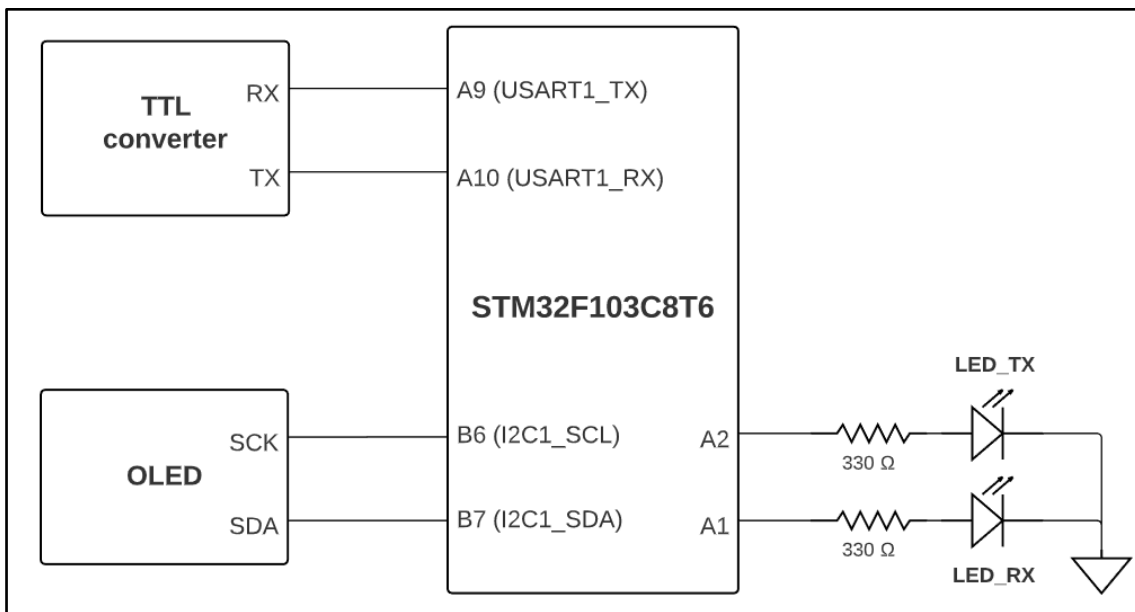 TTL
converter
RX
TX
A9 (USART1_TX)
A10 (USART1_RX)
STM32F103C8T6
OLED
SCK
SDA
B6 (I2C1_SCL)
B7 (I2C1_SDA)
A2
A1
LED_TX
330 Ω
330 Ω
LED_RX